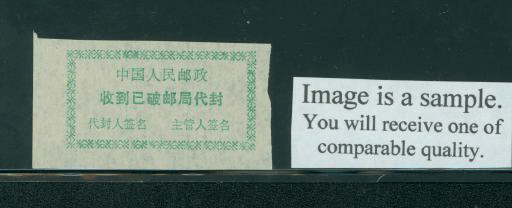 中国人民邮政
收到已破邮局代封
代封人签名 主管人签名
Image is a sample.
You will receive one of
comparable quality.